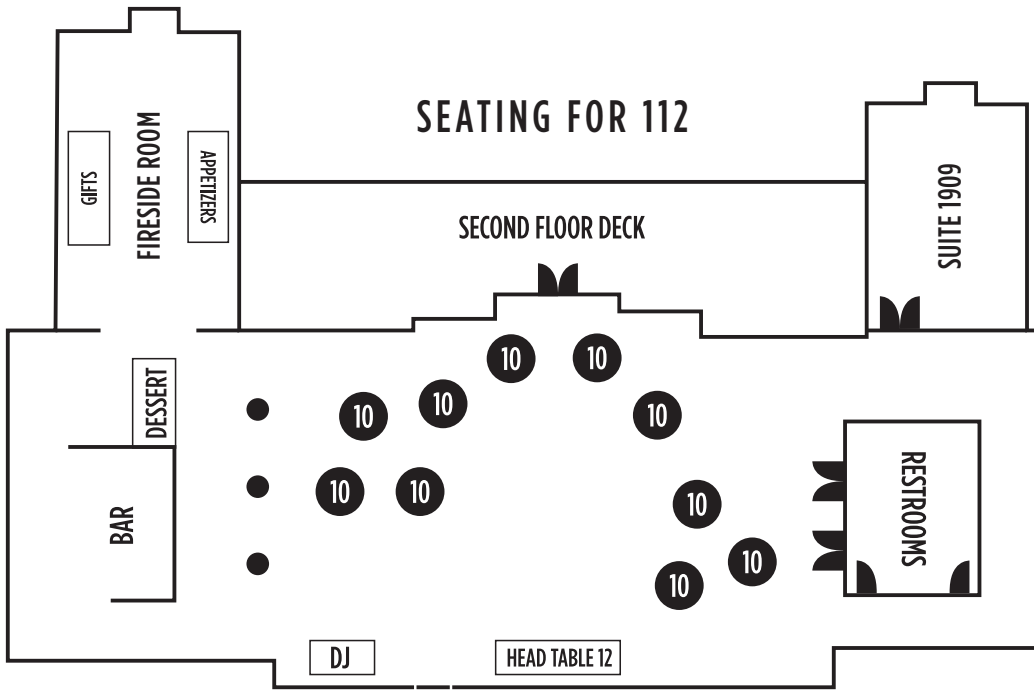 SEATING FOR 112
GIFTS
FIRESIDE ROOM
APPETIZERS
SUITE 1909
SECOND FLOOR DECK
10
10
10
10
10
10
10
10
10
10
DESSERT
BAR
RESTROOMS
DJ
HEAD TABLE 12